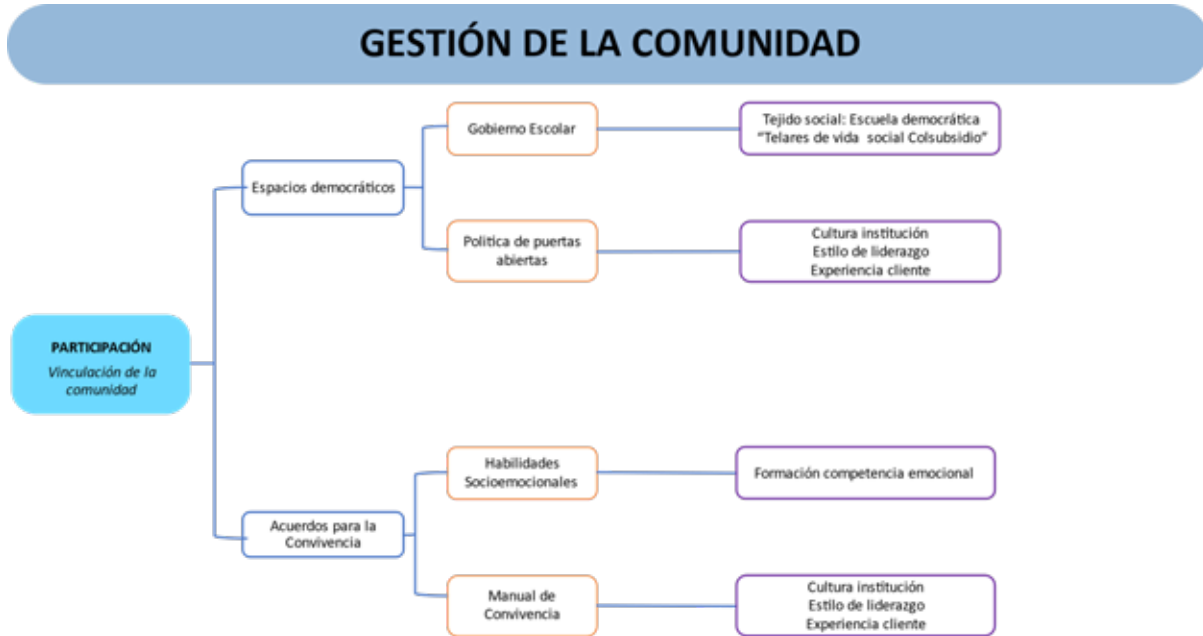 GESTIÓN DE LA COMUNIDAD
Gobierno Escolar
Tejido social: Escuela democrática
"Telares de vida social Colsubsidio"
Espacios democráticos
Politica de puertas
abiertas
Cultura institución
Estilo de liderazgo
Experiencia cliente
PARTICIPACIÓN
Vinculación de la
comunidad
Habilidades
Socioemocionales
Formación competencia emocional
Acuerdos para la
Convivencia
Manual de
Convivencia
Cultura institución
Estilo de liderazgo
Experiencia cliente